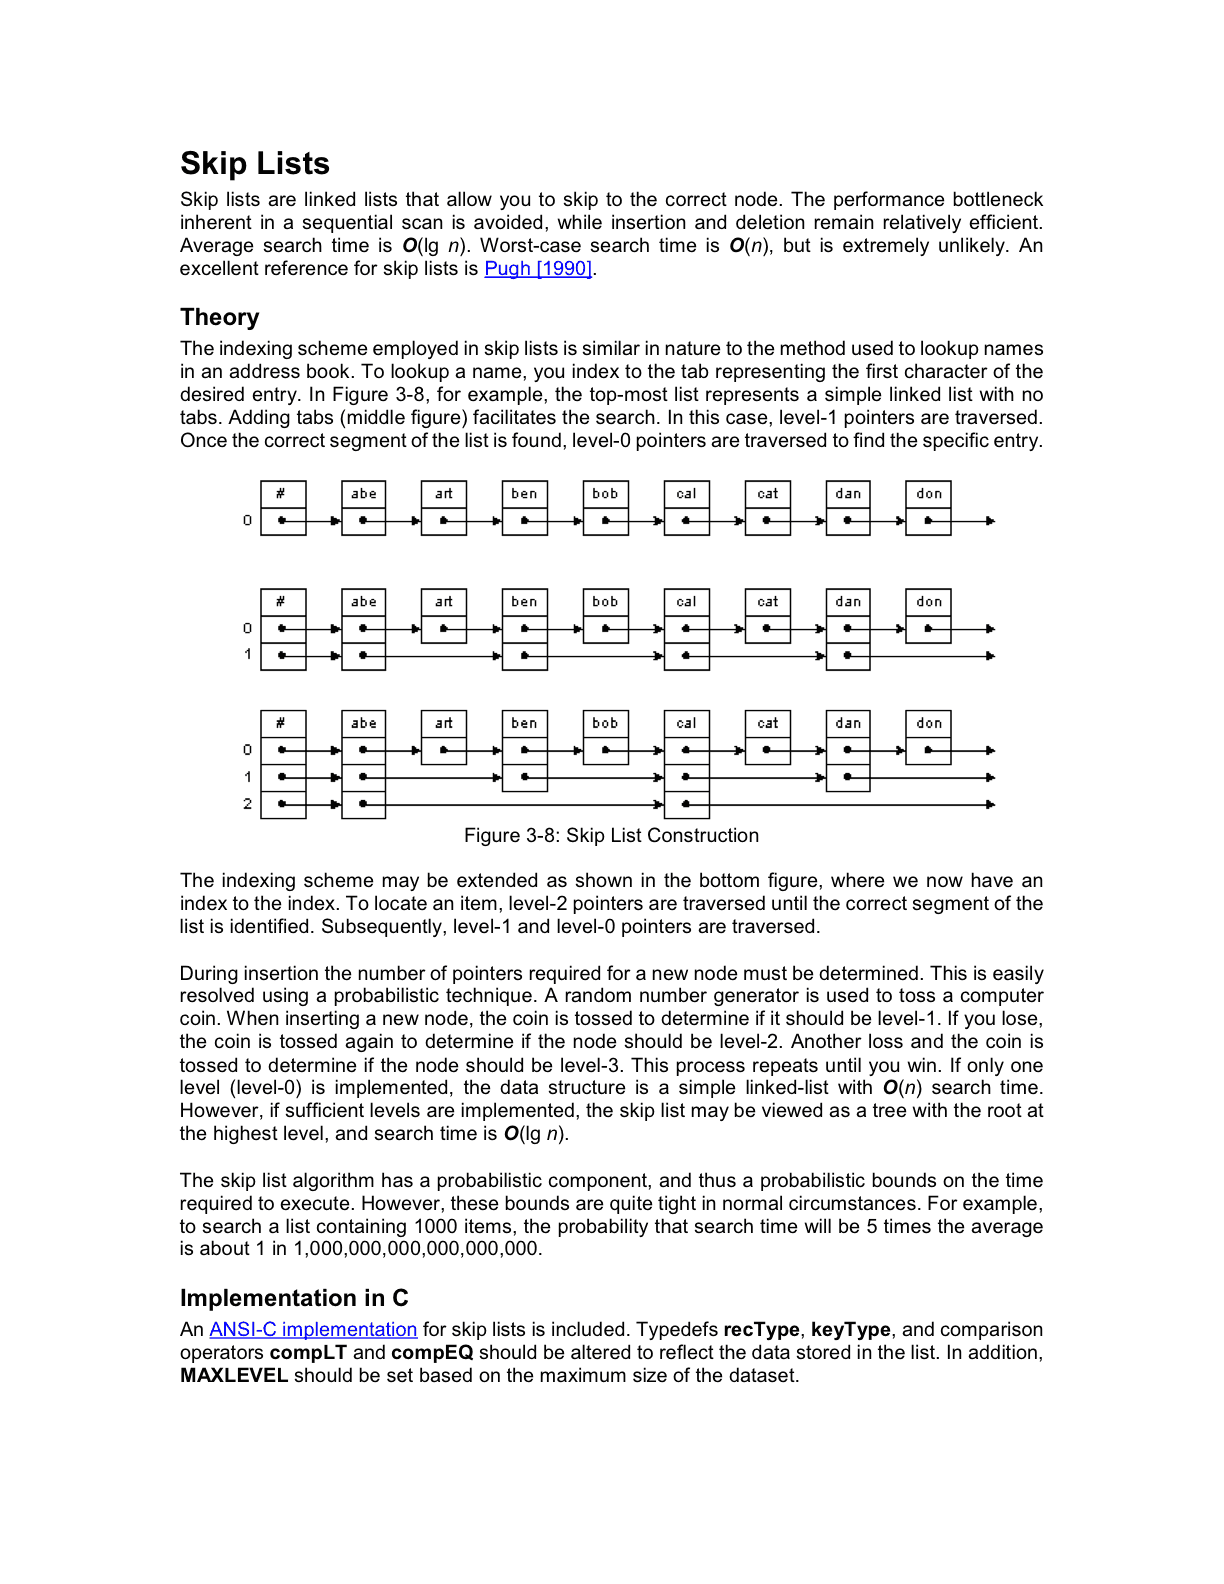 Skip Lists
Skip lists are linked lists that allow you to skip to the correct node. The performance bottleneck
inherent in a sequential scan is avoided, while insertion and deletion remain relatively efficient.
Average search time is O(lg n). Worst-case search time is O(n), but is extremely unlikely. An
excellent reference for skip lists is Pugh [1990].
Theory
The indexing scheme employed in skip lists is similar in nature to the method used to lookup names
in an address book. To lookup a name, you index to the tab representing the first character of the
desired entry. In Figure 3-8, for example, the top-most list represents a simple linked list with no
tabs. Adding tabs (middle figure) facilitates the search. In this case, level-1 pointers are traversed.
Once the correct segment of the list is found, level-0 pointers are traversed to find the specific entry.
# abe art ben bob cal cat dan don
0
# abe art ben bob cal cat dan don
0
1
# abe art ben bob cal cat dan don
0
1
2
Figure 3-8: Skip List Construction
The indexing scheme may be extended as shown in the bottom figure, where we now have an
index to the index. To locate an item, level-2 pointers are traversed until the correct segment of the
list is identified. Subsequently, level-1 and level-0 pointers are traversed.
During insertion the number of pointers required for a new node must be determined. This is easily
resolved using a probabilistic technique. A random number generator is used to toss a computer
coin. When inserting a new node, the coin is tossed to determine if it should be level-1. If you lose,
the coin is tossed again to determine if the node should be level-2. Another loss and the coin is
tossed to determine if the node should be level-3. This process repeats until you win. If only one
level (level-0) is implemented, the data structure is a simple linked-list with O(n) search time.
However, if sufficient levels are implemented, the skip list may be viewed as a tree with the root at
the highest level, and search time is O(lg n).
The skip list algorithm has a probabilistic component, and thus a probabilistic bounds on the time
required to execute. However, these bounds are quite tight in normal circumstances. For example,
to search a list containing 1000 items, the probability that search time will be 5 times the average
is about 1 in 1,000,000,000,000,000,000.
Implementation in C
An ANSI-C implementation for skip lists is included. Typedefs recType, keyType, and comparison
operators compLT and compEQ should be altered to reflect the data stored in the list. In addition,
MAXLEVEL should be set based on the maximum size of the dataset.